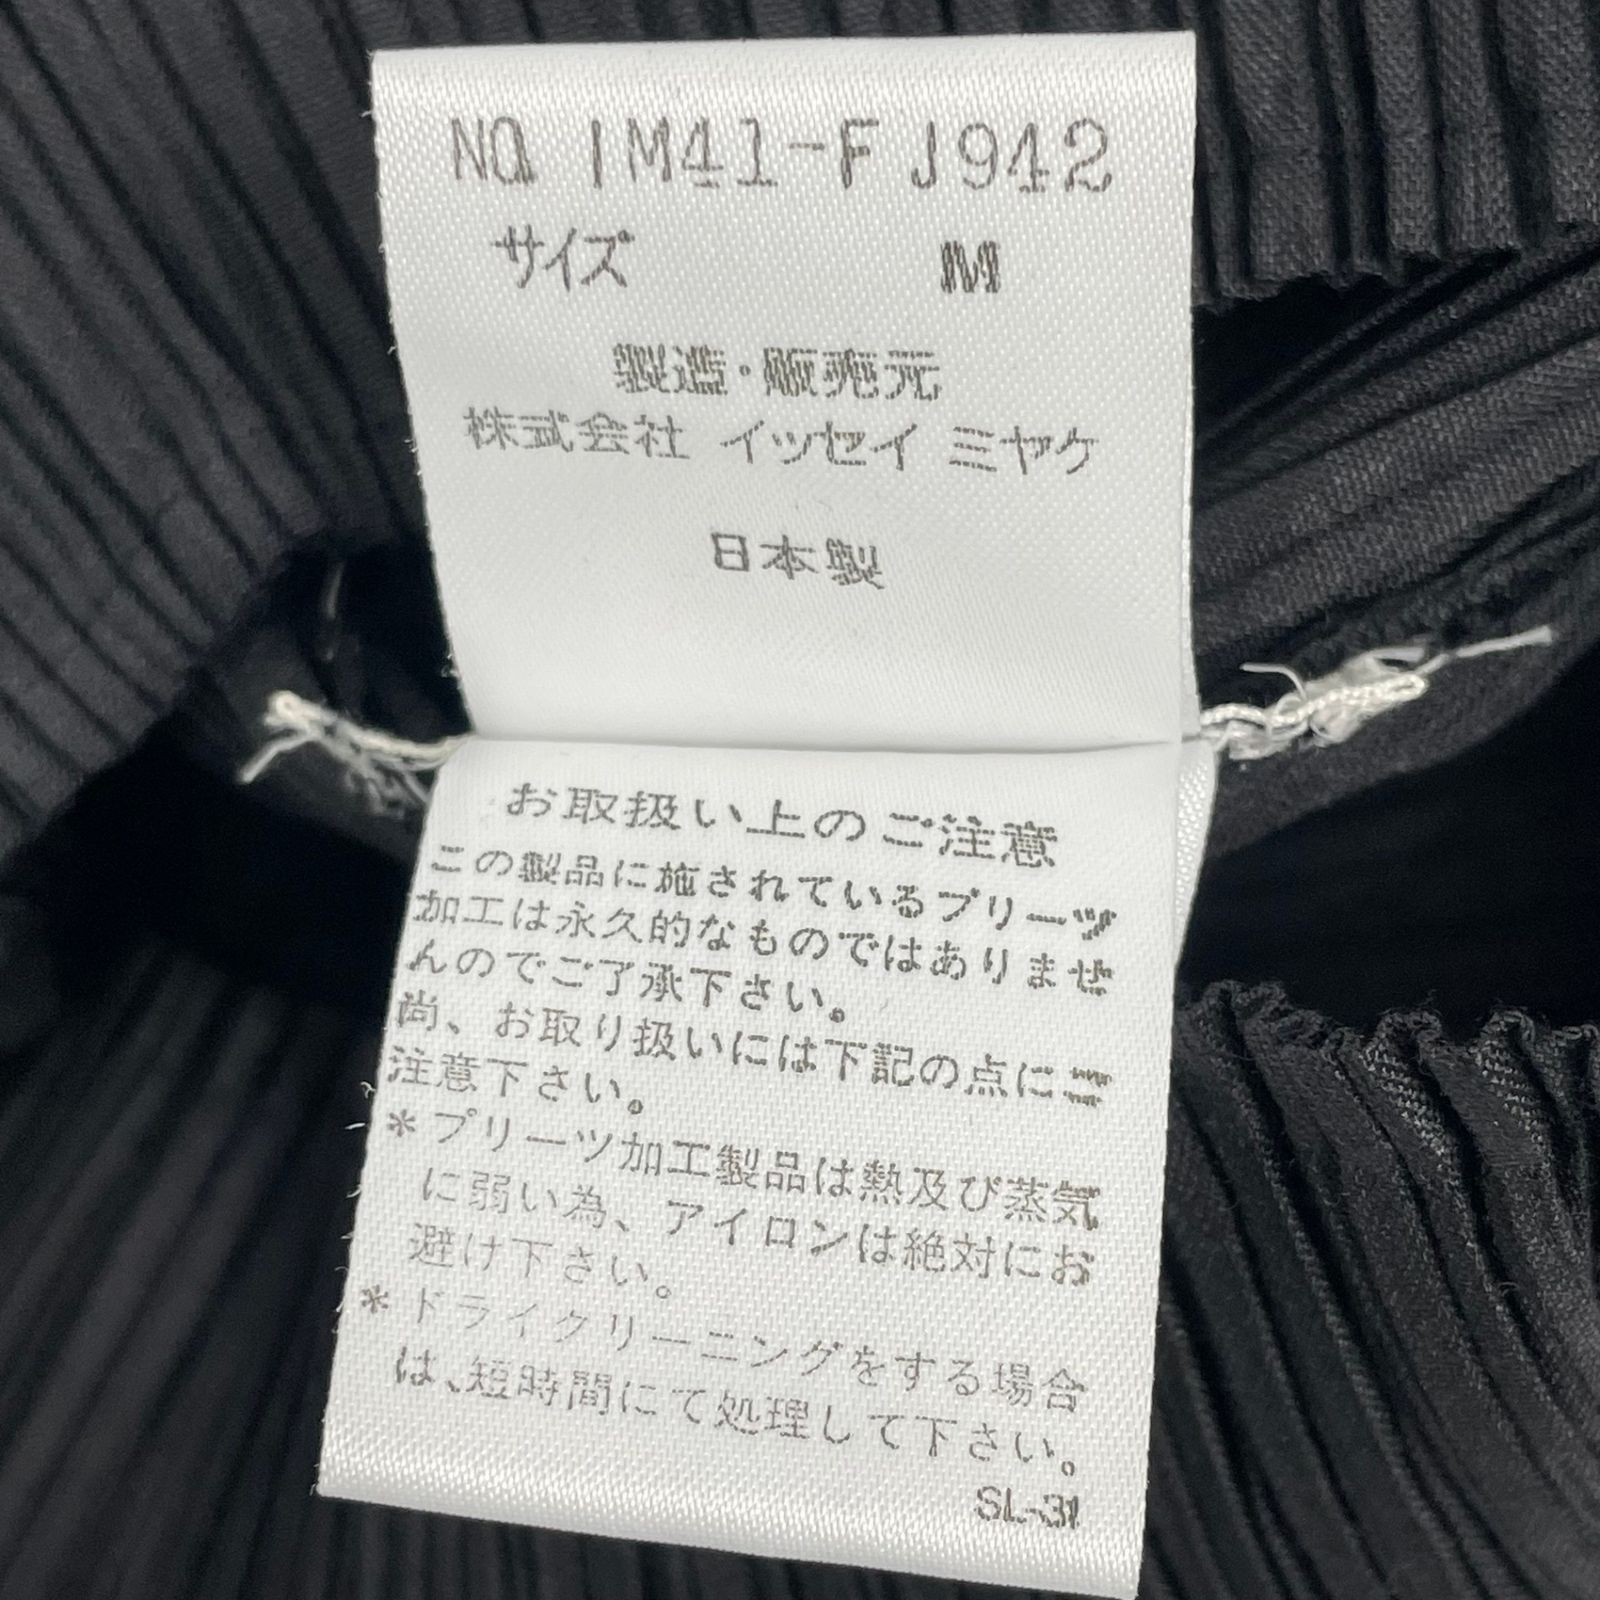 NO. IM41-FJ942
サイズ M
製造・販売元
株式会社 イッセイ ミヤケ
日本製
お取扱い上のご注意
この製品に施されているプリーツ
加工は永久的なものではありませ
んのでご了承下さい。
尚、お取り扱いには下記の点にご
注意下さい。
＊プリーツ加工製品は熱及び蒸気
に弱い為、アイロンは絶対にお
避け下さい。
＊ドライクリーニングをする場合
は、短時間にて処理して下さい。
SL-31